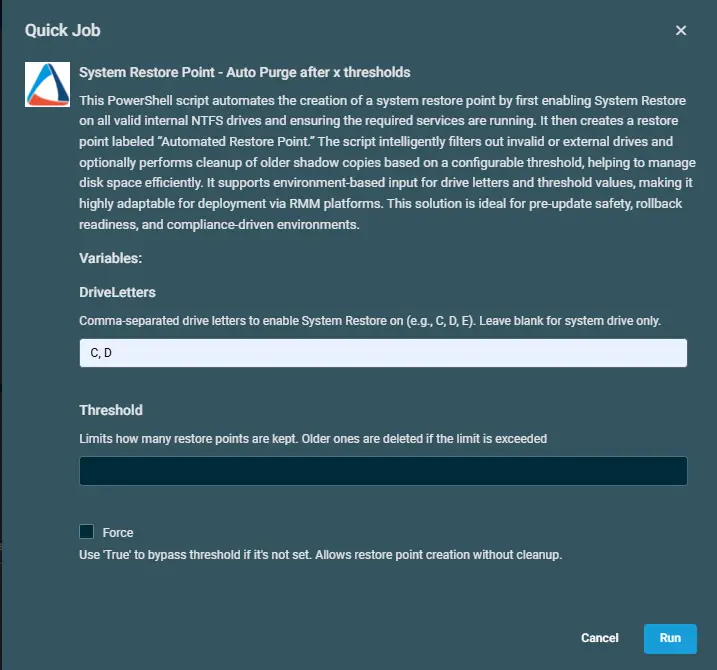 Quick Job
System Restore Point - Auto Purge after x thresholds
This PowerShell script automates the creation of a system restore point by first enabling System Restore
on all valid internal NTFS drives and ensuring the required services are running. It then creates a restore
point labeled “Automated Restore Point.” The script intelligently filters out invalid or external drives and
optionally performs cleanup of older shadow copies based on a configurable threshold, helping to manage
disk space efficiently. It supports environment-based input for drive letters and threshold values, making it
highly adaptable for deployment via RMM platforms. This solution is ideal for pre-update safety, rollback
readiness, and compliance-driven environments.
Variables:
DriveLetters
Comma-separated drive letters to enable System Restore on (e.g., C, D, E). Leave blank for system drive only.
C, D
Threshold
Limits how many restore points are kept. Older ones are deleted if the limit is exceeded
Force
Use 'True' to bypass threshold if it's not set. Allows restore point creation without cleanup.
Cancel
Run